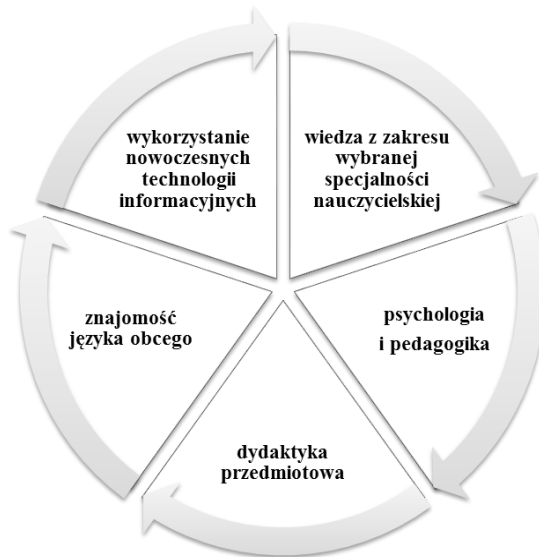 wykorzystanie
nowoczesnych
technologii
informacyjnych
wiedza z zakresu
wybranej
specjalności
nauczycielskiej
psychologia
i pedagogika
dydaktyka
przedmiotowa
znajomość
języka obcego